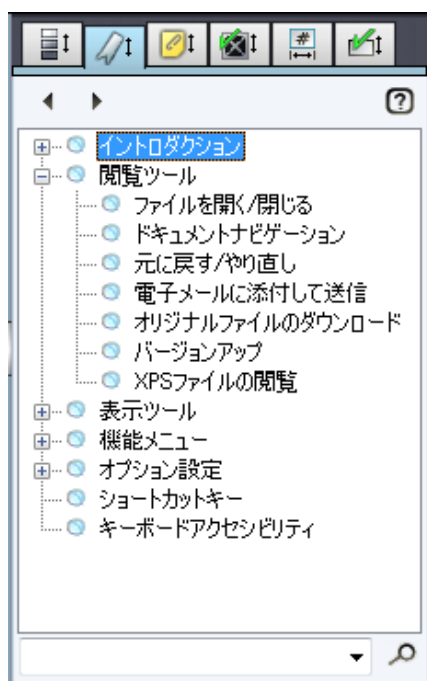 #
?
イントロダクション
閲覧ツール
ファイルを開く/閉じる
ドキュメントナビゲーション
元に戻す/やり直し
電子メールに添付して送信
オリジナルファイルのダウンロード
バージョンアップ
XPSファイルの閲覧
表示ツール
機能メニュー
オプション設定
ショートカットキー
キーボードアクセシビリティ